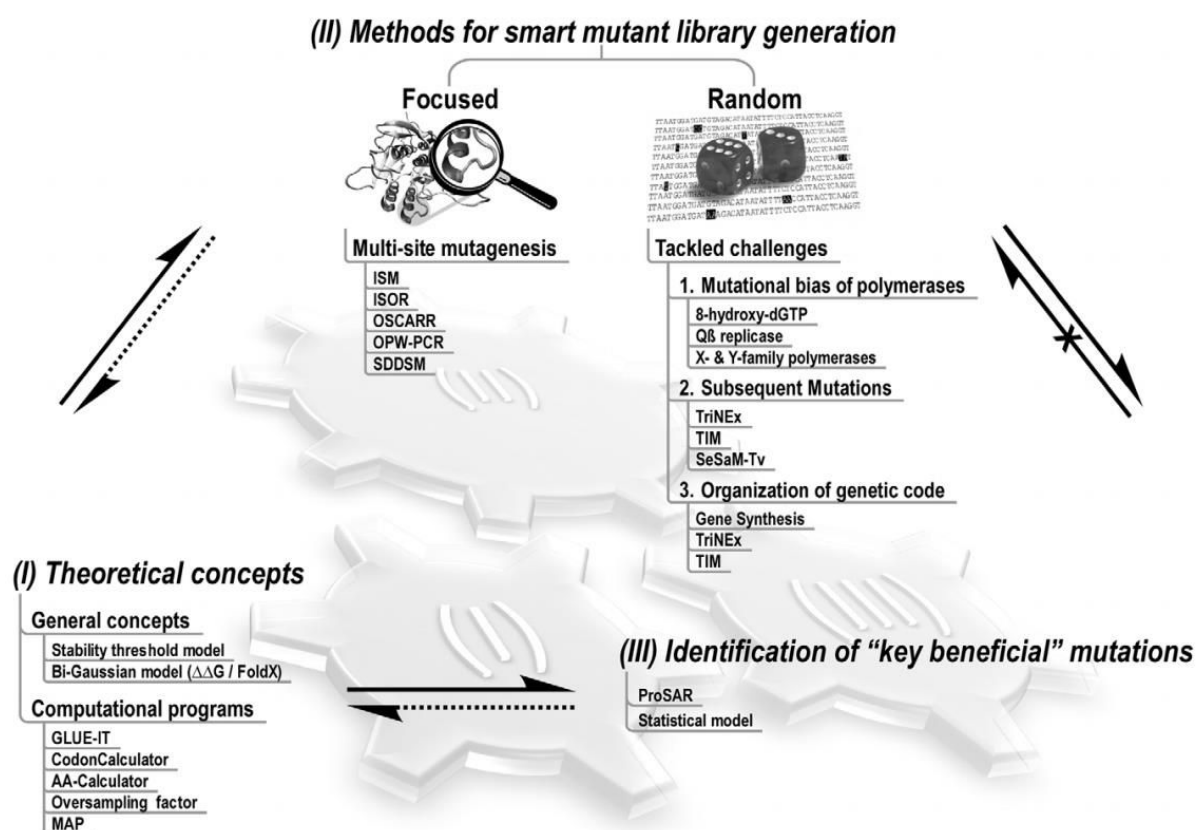 (II) Methods for smart mutant library generation
Focused
Random
TTAATGGATGATGTAGACATAATATTTTCTCCATTACCTCAAGGT
Multi-site mutagenesis
ISM
ISOR
OSCARR
OPW-PCR
SDDSM
Tackled challenges
1. Mutational bias of polymerases
8-hydroxy-dGTP
Qß replicase
X- & Y-family polymerases
2. Subsequent Mutations
TriNEx
TIM
SeSaM-Tv
3. Organization of genetic code
Gene Synthesis
TriNEx
TIM
(I) Theoretical concepts
General concepts
Stability threshold model
Bi-Gaussian model (ΔΔG / FoldX)
Computational programs
GLUE-IT
CodonCalculator
AA-Calculator
Oversampling factor
MAP
(III) Identification of “key beneficial” mutations
ProSAR
Statistical model